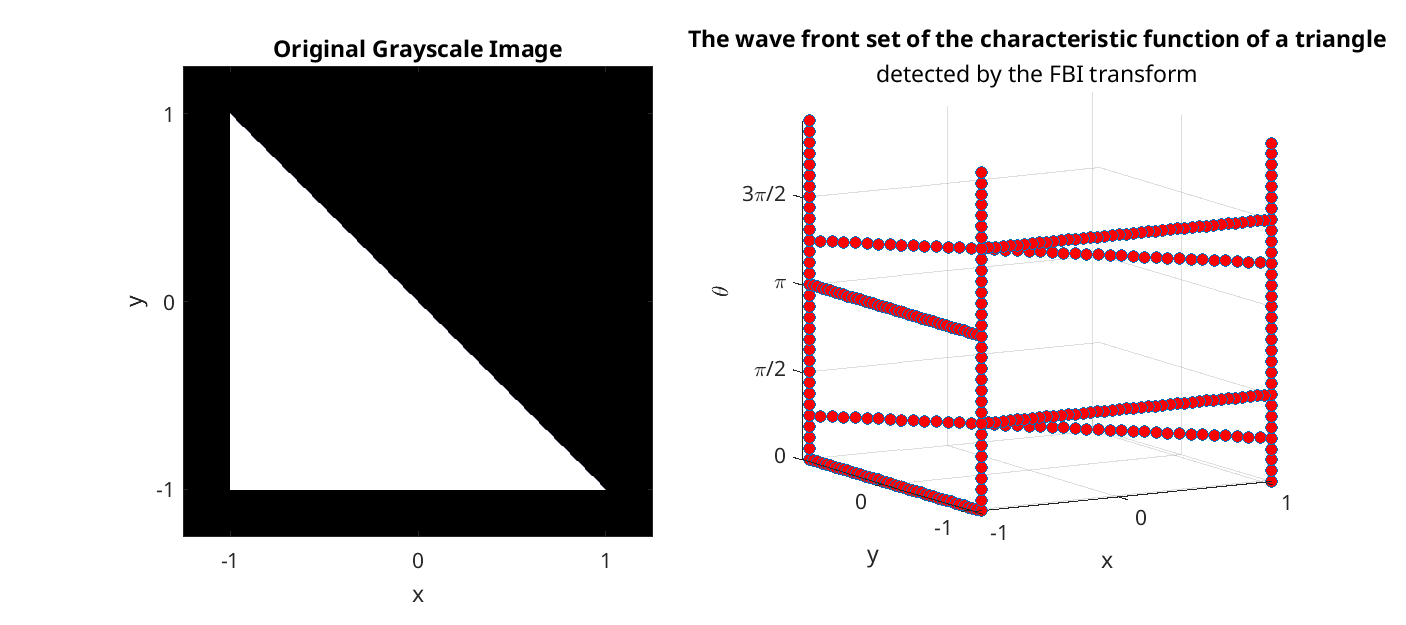 Original Grayscale Image
1
0
-1
y
-1
0
1
x
The wave front set of the characteristic function of a triangle
detected by the FBI transform
3π/2
π
π/2
0
θ
0
-1
y
-1
0
1
x